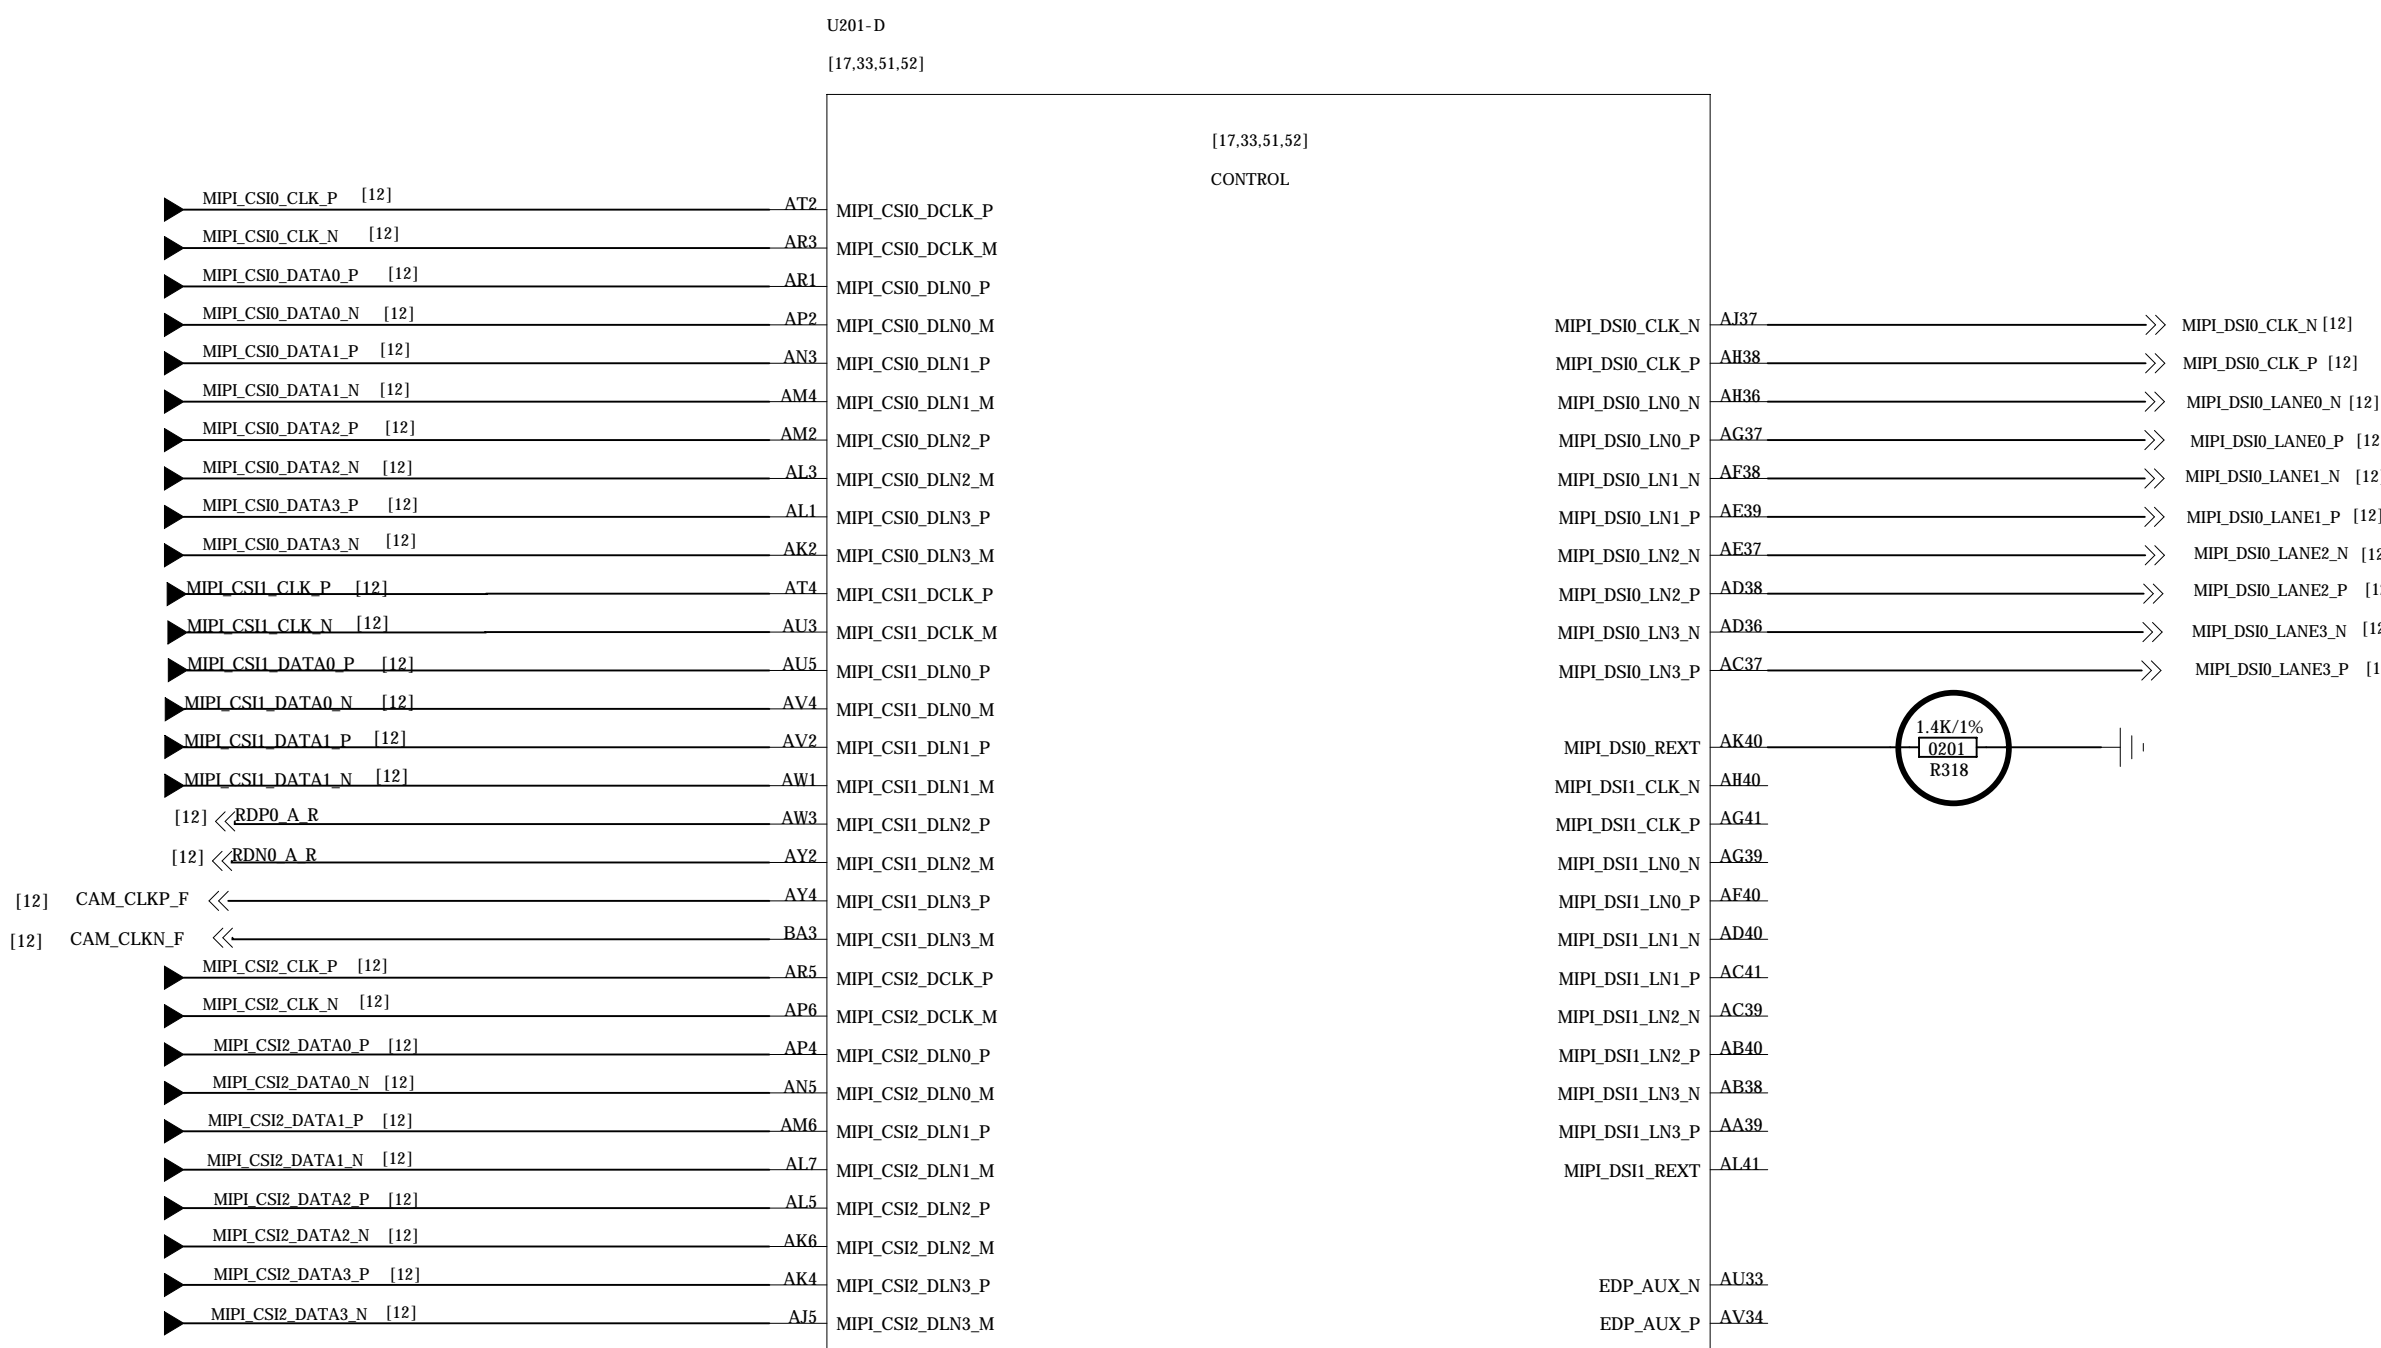 U201-D
[17,33,51,52]
[17,33,51,52]
CONTROL
MIPI_CSI0_CLK_P [12] AT2 MIPI_CSI0_DCLK_P
MIPI_CSI0_CLK_N [12] AR3 MIPI_CSI0_DCLK_M
MIPI_CSI0_DATA0_P [12] AR1 MIPI_CSI0_DLN0_P
MIPI_CSI0_DATA0_N [12] AP2 MIPI_CSI0_DLN0_M MIPI_DSI0_CLK_N AJ37 MIPI_DSI0_CLK_N [12]
MIPI_CSI0_DATA1_P [12] AN3 MIPI_CSI0_DLN1_P MIPI_DSI0_CLK_P AH38 MIPI_DSI0_CLK_P [12]
MIPI_CSI0_DATA1_N [12] AM4 MIPI_CSI0_DLN1_M MIPI_DSI0_LN0_N AH36 MIPI_DSI0_LANE0_N [12]
MIPI_CSI0_DATA2_P [12] AM2 MIPI_CSI0_DLN2_P MIPI_DSI0_LN0_P AG37 MIPI_DSI0_LANE0_P [12
MIPI_CSI0_DATA2_N [12] AL3 MIPI_CSI0_DLN2_M MIPI_DSI0_LN1_N AF38 MIPI_DSI0_LANE1_N [12
MIPI_CSI0_DATA3_P [12] AL1 MIPI_CSI0_DLN3_P MIPI_DSI0_LN1_P AE39 MIPI_DSI0_LANE1_P [12]
MIPI_CSI0_DATA3_N [12] AK2 MIPI_CSI0_DLN3_M MIPI_DSI0_LN2_N AE37 MIPI_DSI0_LANE2_N [12
MIPI_CSI1_CLK_P [12] AT4 MIPI_CSI1_DCLK_P MIPI_DSI0_LN2_P AD38 MIPI_DSI0_LANE2_P [1
MIPI_CSI1_CLK_N [12] AU3 MIPI_CSI1_DCLK_M MIPI_DSI0_LN3_N AD36 MIPI_DSI0_LANE3_N [12
MIPI_CSI1_DATA0_P [12] AU5 MIPI_CSI1_DLN0_P MIPI_DSI0_LN3_P AC37 MIPI_DSI0_LANE3_P [1
MIPI_CSI1_DATA0_N [12] AV4 MIPI_CSI1_DLN0_M
1.4K/1%
MIPI_CSI1_DATA1_P [12] AV2 MIPI_CSI1_DLN1_P MIPI_DSI0_REXT AK40 0201
R318
MIPI_CSI1_DATA1_N [12] AW1 MIPI_CSI1_DLN1_M MIPI_DSI1_CLK_N AH40
[12] RDP0_A_R AW3 MIPI_CSI1_DLN2_P MIPI_DSI1_CLK_P AG41
[12] RDN0_A_R AY2 MIPI_CSI1_DLN2_M MIPI_DSI1_LN0_N AG39
[12] CAM_CLKP_F AY4 MIPI_CSI1_DLN3_P MIPI_DSI1_LN0_P AF40
[12] CAM_CLKN_F BA3 MIPI_CSI1_DLN3_M MIPI_DSI1_LN1_N AD40
MIPI_CSI2_CLK_P [12] AR5 MIPI_CSI2_DCLK_P MIPI_DSI1_LN1_P AC41
MIPI_CSI2_CLK_N [12] AP6 MIPI_CSI2_DCLK_M MIPI_DSI1_LN2_N AC39
MIPI_CSI2_DATA0_P [12] AP4 MIPI_CSI2_DLN0_P MIPI_DSI1_LN2_P AB40
MIPI_CSI2_DATA0_N [12] AN5 MIPI_CSI2_DLN0_M MIPI_DSI1_LN3_N AB38
MIPI_CSI2_DATA1_P [12] AM6 MIPI_CSI2_DLN1_P MIPI_DSI1_LN3_P AA39
MIPI_CSI2_DATA1_N [12] AL7 MIPI_CSI2_DLN1_M MIPI_DSI1_REXT AL41
MIPI_CSI2_DATA2_P [12] AL5 MIPI_CSI2_DLN2_P
MIPI_CSI2_DATA2_N [12] AK6 MIPI_CSI2_DLN2_M
MIPI_CSI2_DATA3_P [12] AK4 MIPI_CSI2_DLN3_P EDP_AUX_N AU33
MIPI_CSI2_DATA3_N [12] AJ5 MIPI_CSI2_DLN3_M EDP_AUX_P AV34